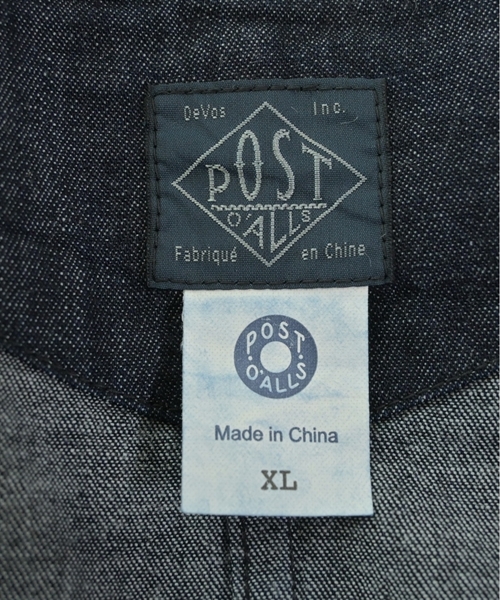 DeVos Inc.
POST
O'ALLS
Fabriqué en Chine
POST
O'ALLS
Made in China
XL